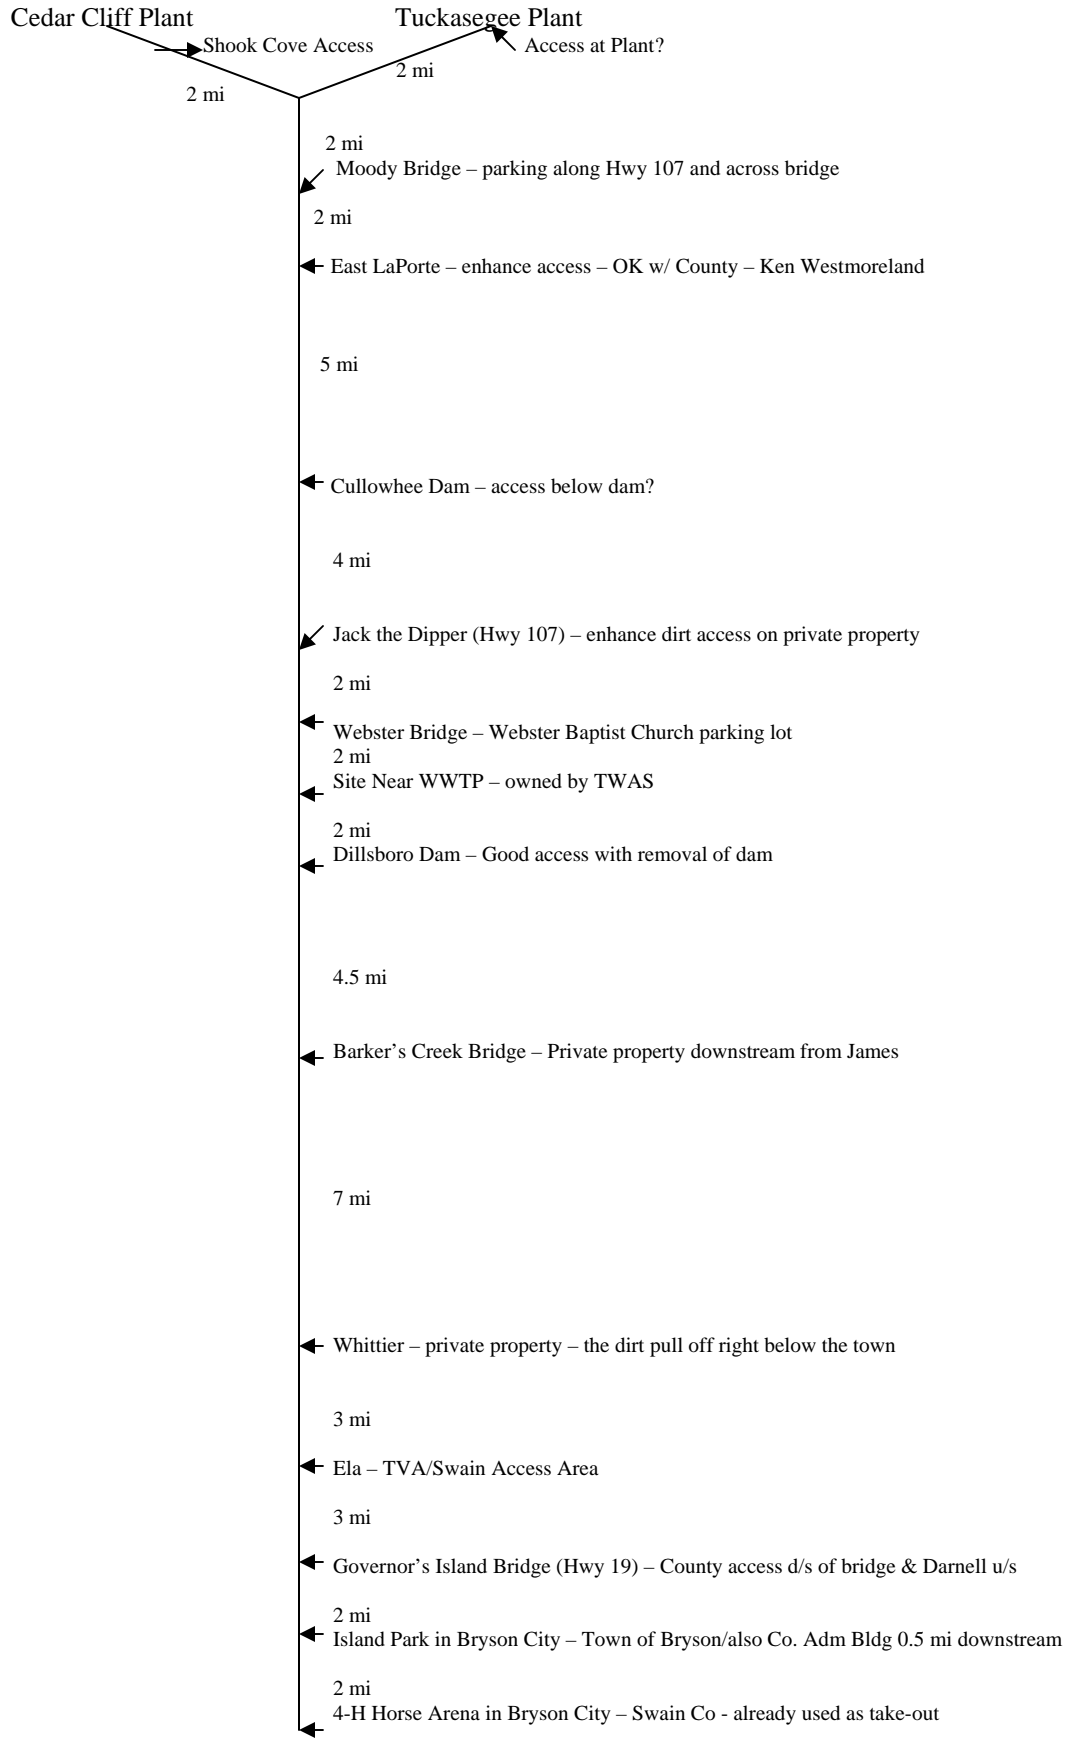 Cedar Cliff Plant
Tuckasegee Plant
Shook Cove Access
Access at Plant?
2 mi
2 mi
2 mi
Moody Bridge – parking along Hwy 107 and across bridge
2 mi
East LaPorte – enhance access – OK w/ County – Ken Westmoreland
5 mi
Cullowhee Dam – access below dam?
4 mi
Jack the Dipper (Hwy 107) – enhance dirt access on private property
2 mi
Webster Bridge – Webster Baptist Church parking lot
2 mi
Site Near WWTP – owned by TWAS
2 mi
Dillsboro Dam – Good access with removal of dam
4.5 mi
Barker’s Creek Bridge – Private property downstream from James
7 mi
Whittier – private property – the dirt pull off right below the town
3 mi
Ela – TVA/Swain Access Area
3 mi
Governor’s Island Bridge (Hwy 19) – County access d/s of bridge & Darnell u/s
2 mi
Island Park in Bryson City – Town of Bryson/also Co. Adm Bldg 0.5 mi downstream
2 mi
4-H Horse Arena in Bryson City – Swain Co - already used as take-out